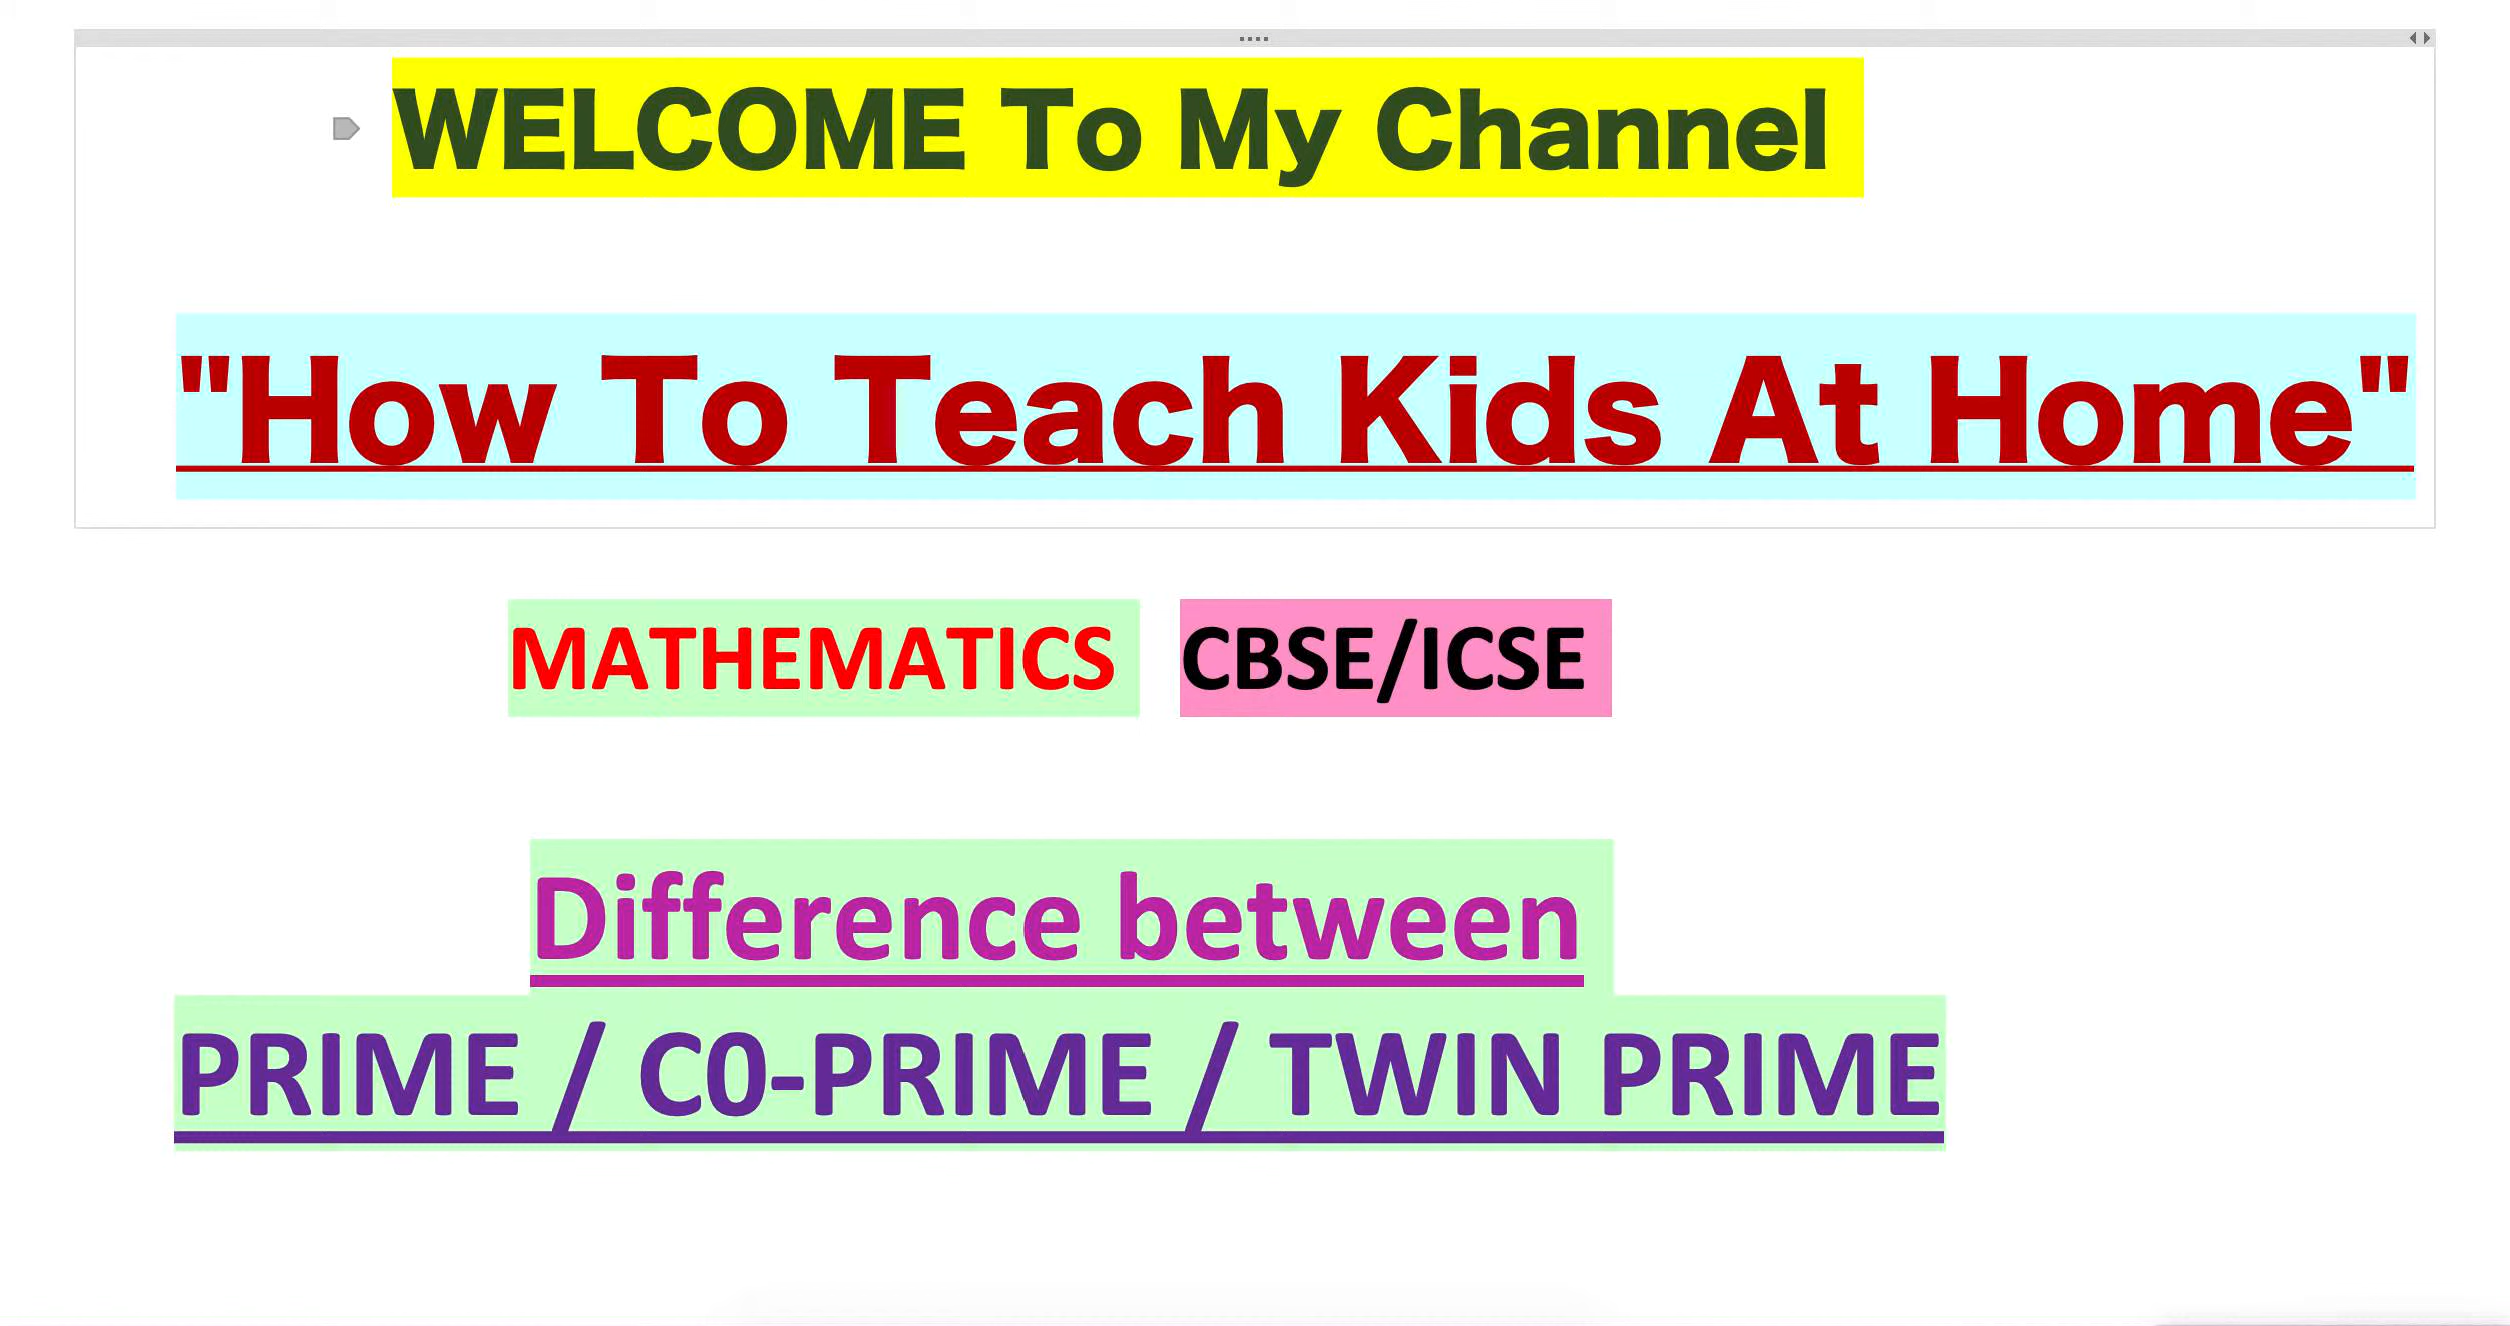 WELCOME To My Channel
"How To Teach Kids At Home"
MATHEMATICS CBSE/ICSE
Difference between
PRIME / C0-PRIME / TWIN PRIME